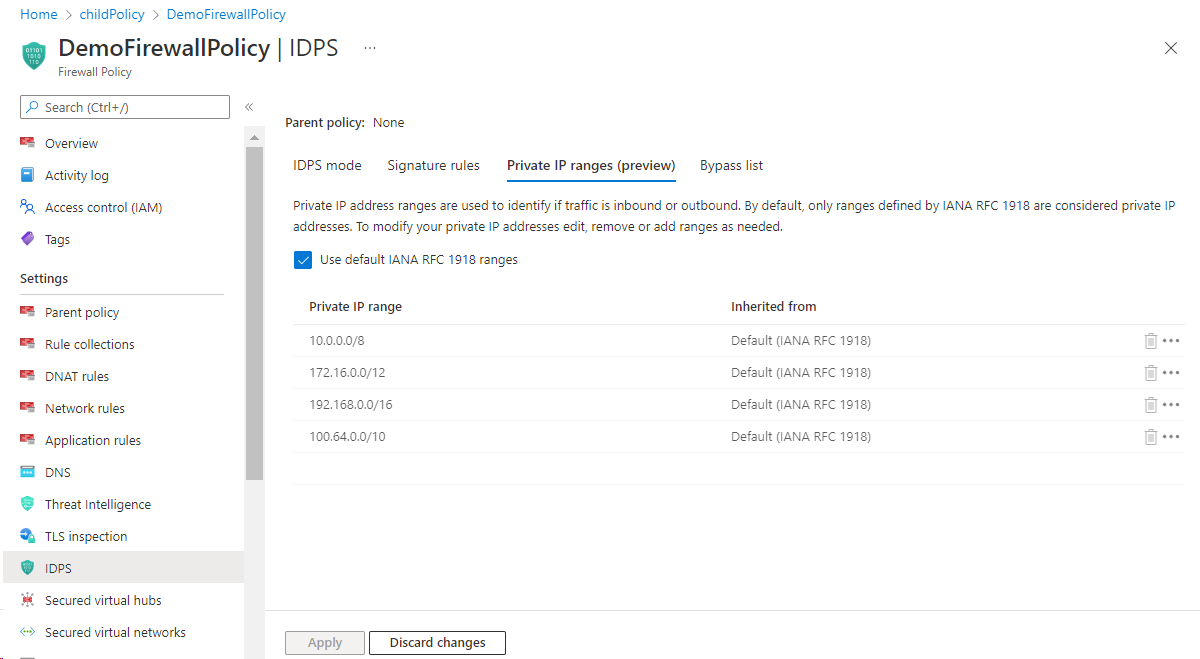 Home > childPolicy > DemoFirewallPolicy
DemoFirewallPolicy | IDPS ...
Firewall Policy
Search (Ctrl+/)
«
Overview
Activity log
Access control (IAM)
Tags
Settings
Parent policy
Rule collections
DNAT rules
Network rules
Application rules
DNS
Threat Intelligence
TLS inspection
IDPS
Secured virtual hubs
Secured virtual networks
Parent policy: None
IDPS mode Signature rules Private IP ranges (preview) Bypass list
Private IP address ranges are used to identify if traffic is inbound or outbound. By default, only ranges defined by IANA RFC 1918 are considered private IP
addresses. To modify your private IP addresses edit, remove or add ranges as needed.
Use default IANA RFC 1918 ranges
Private IP range Inherited from
10.0.0.0/8 Default (IANA RFC 1918)
172.16.0.0/12 Default (IANA RFC 1918)
192.168.0.0/16 Default (IANA RFC 1918)
100.64.0.0/10 Default (IANA RFC 1918)
Apply Discard changes